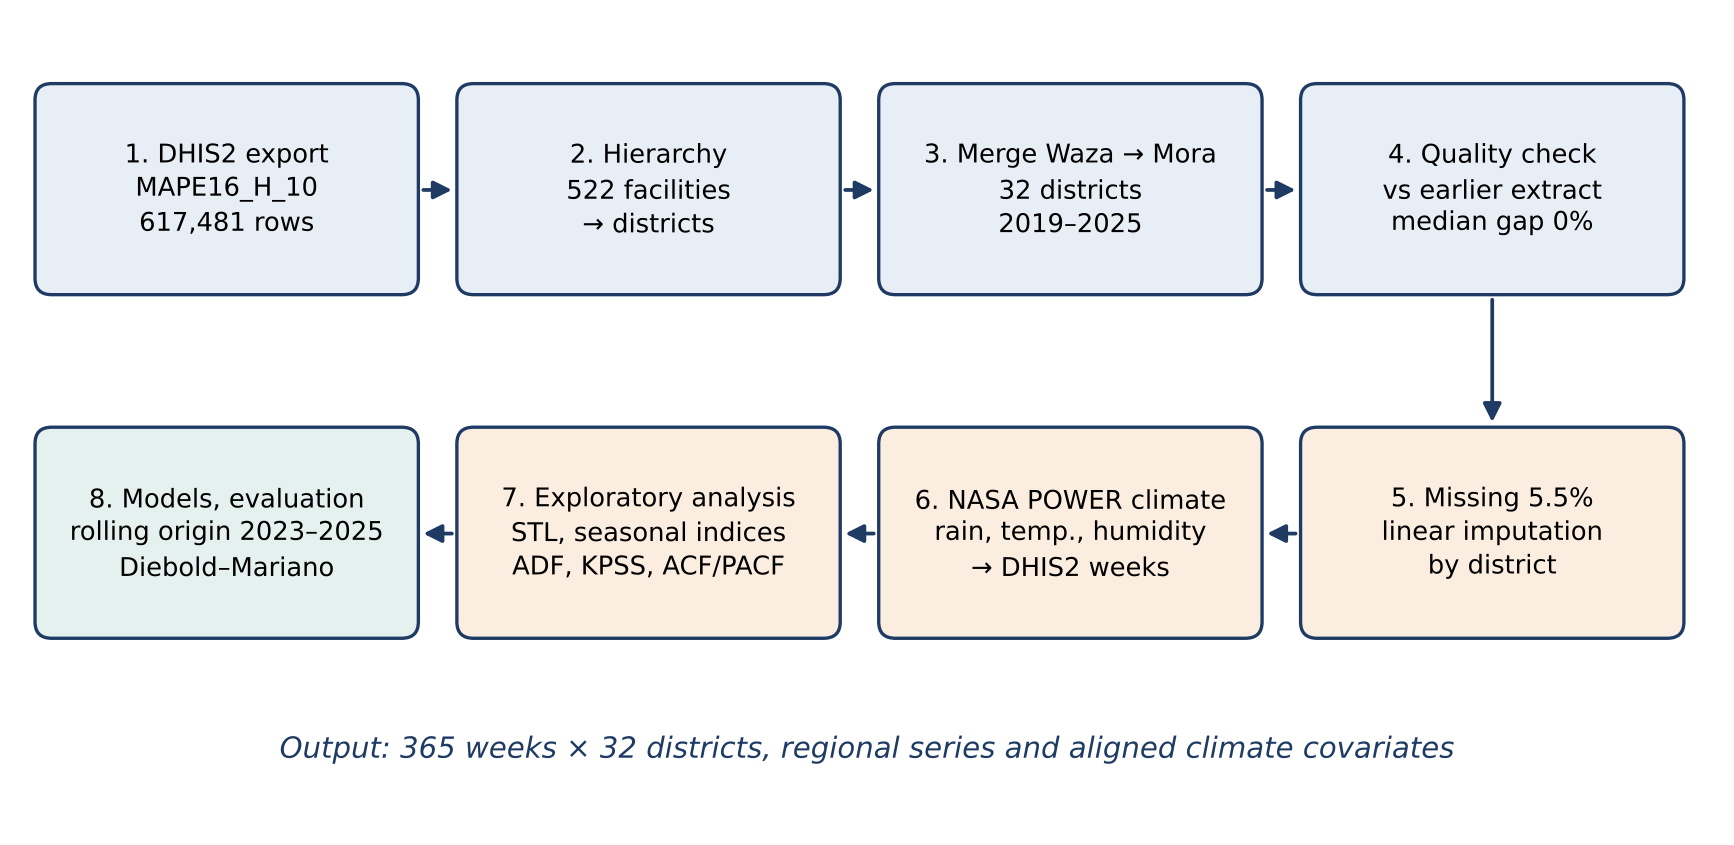 1. DHIS2 export
MAPE16_H_10
617,481 rows
2. Hierarchy
522 facilities
→ districts
3. Merge Waza → Mora
32 districts
2019–2025
4. Quality check
vs earlier extract
median gap 0%
5. Missing 5.5%
linear imputation
by district
6. NASA POWER climate
rain, temp., humidity
→ DHIS2 weeks
7. Exploratory analysis
STL, seasonal indices
ADF, KPSS, ACF/PACF
8. Models, evaluation
rolling origin 2023–2025
Diebold–Mariano
Output: 365 weeks × 32 districts, regional series and aligned climate covariates